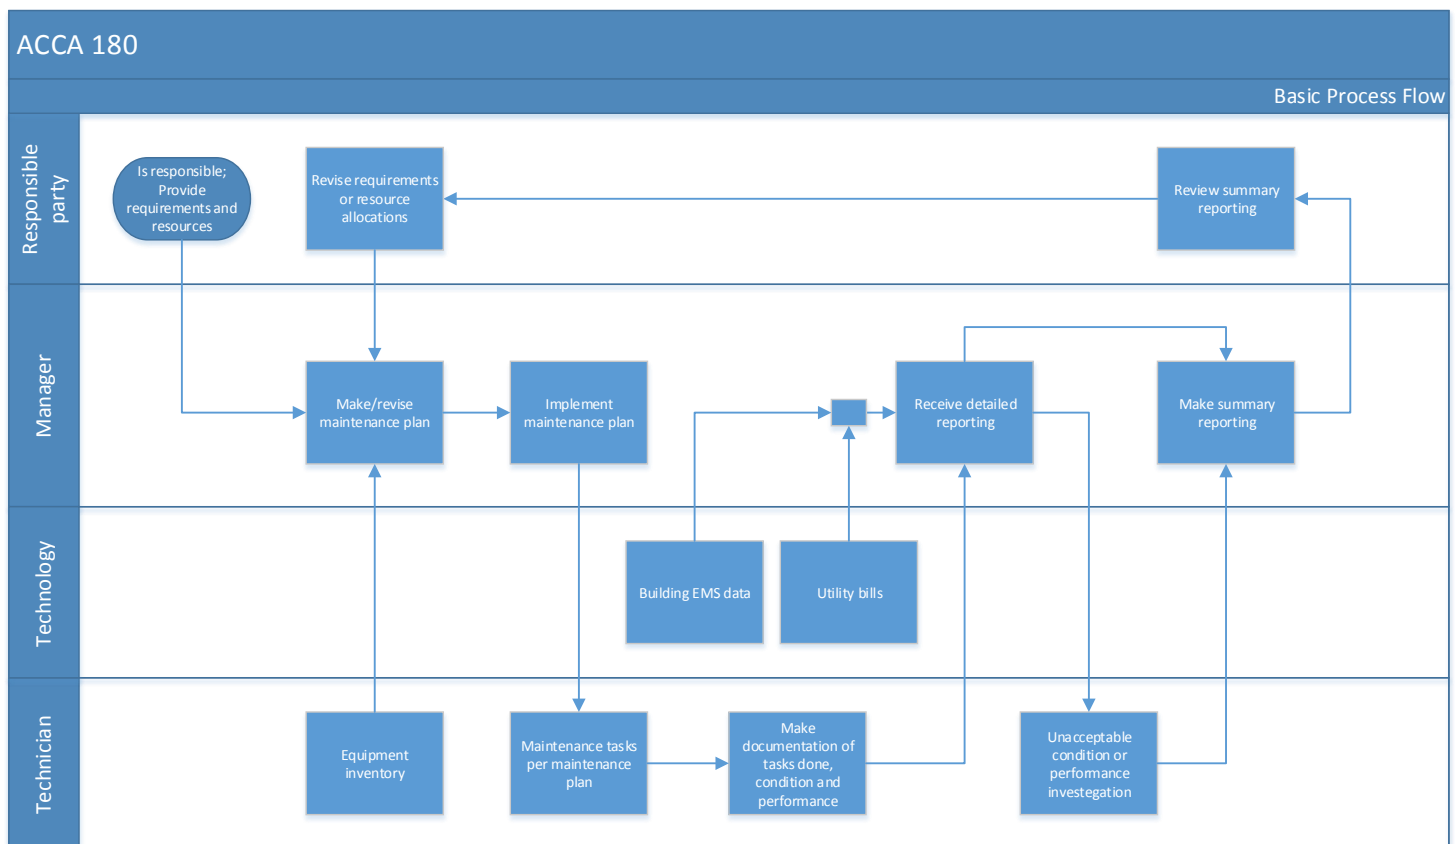 ACCA 180
Basic Process Flow
Responsible
party
Is responsible;
Provide
requirements and
resources
Revise requirements
or resource
allocations
Review summary
reporting
Manager
Make/revise
maintenance plan
Implement
maintenance plan
Receive detailed
reporting
Make summary
reporting
Technology
Building EMS data
Utility bills
Technician
Equipment
inventory
Maintenance tasks
per maintenance
plan
Make
documentation of
tasks done,
condition and
performance
Unacceptable
condition or
performance
investegation